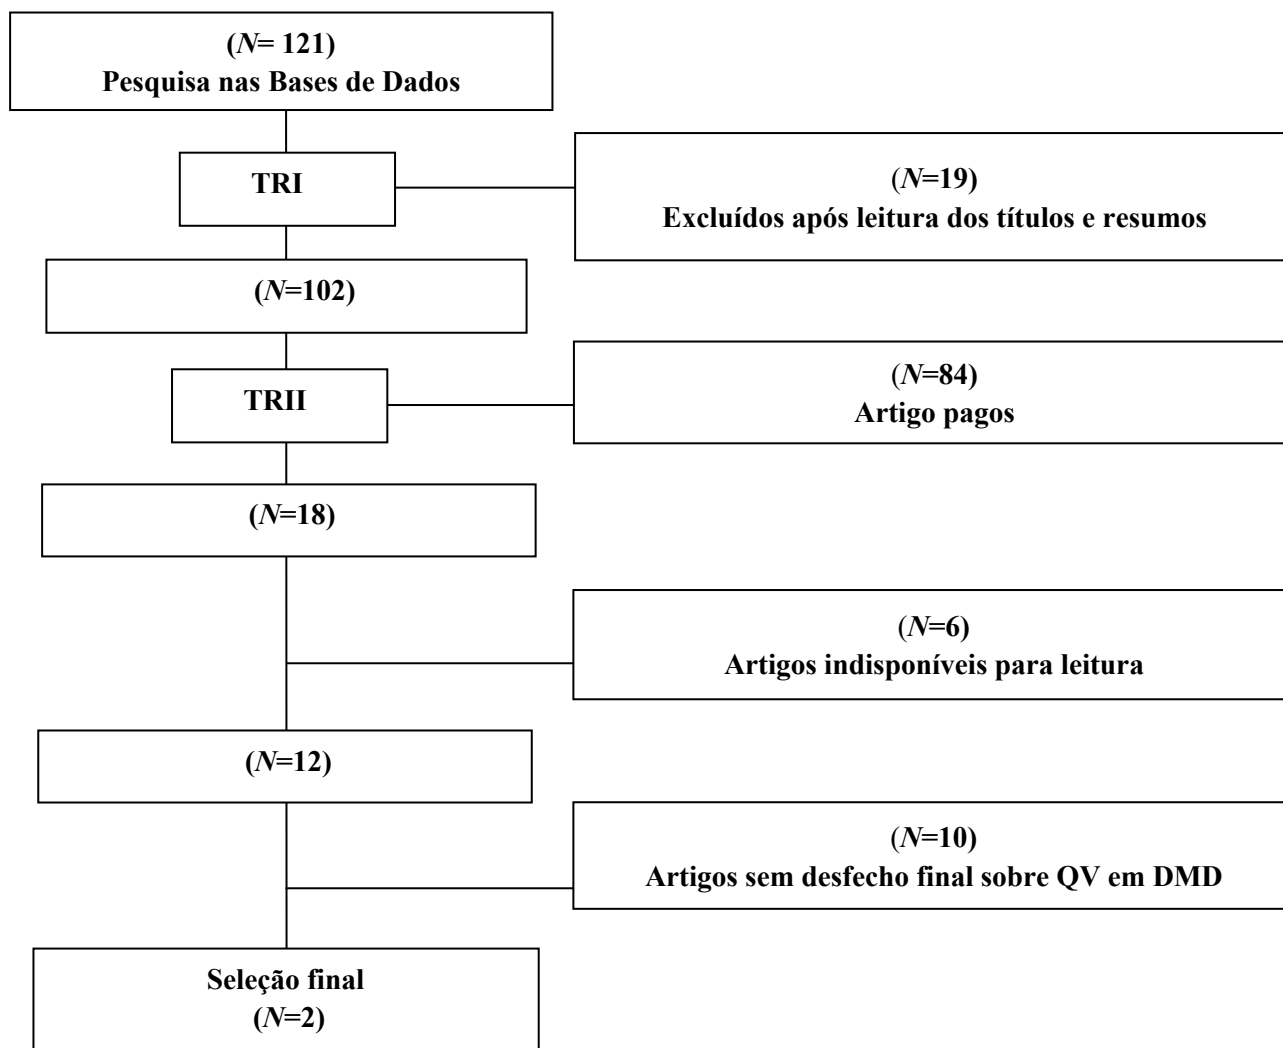 (N= 121)
Pesquisa nas Bases de Dados
TRI
(N=19)
Excluídos após leitura dos títulos e resumos
(N=102)
TRII
(N=84)
Artigo pagos
(N=18)
(N=6)
Artigos indisponíveis para leitura
(N=12)
(N=10)
Artigos sem desfecho final sobre QV em DMD
Seleção final
(N=2)